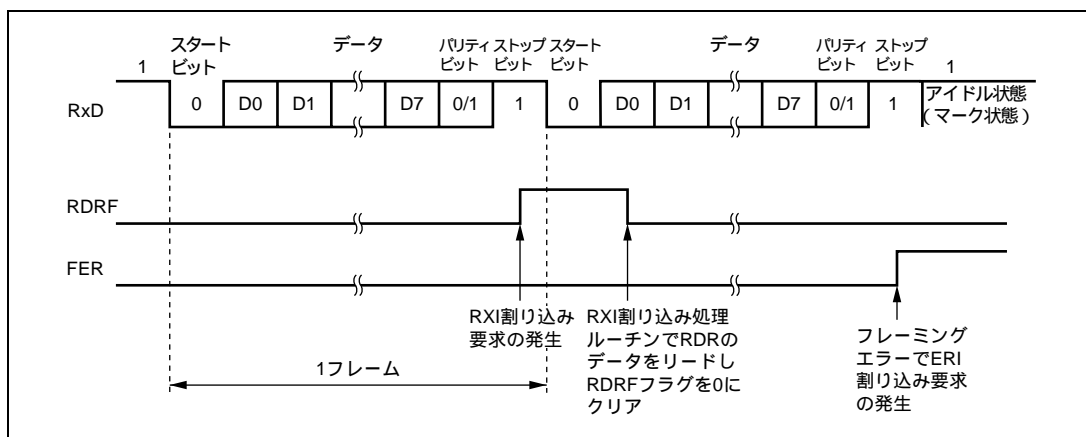 スタート
ビット
データ
パリティ
ビット
ストップ
ビット
スタート
ビット
データ
パリティ
ビット
ストップ
ビット
1
1
RxD
0
D0
D1
D7
0/1
1
0
D0
D1
D7
0/1
1
アイドル状態
(マーク状態)
RDRF
FER
RXI割り込み
要求の発生
RXI割り込み処理
ルーチンでRDRの
データをリードし
RDRFフラグを0に
クリア
フレーミング
エラーでERI
割り込み要求
の発生
1フレーム